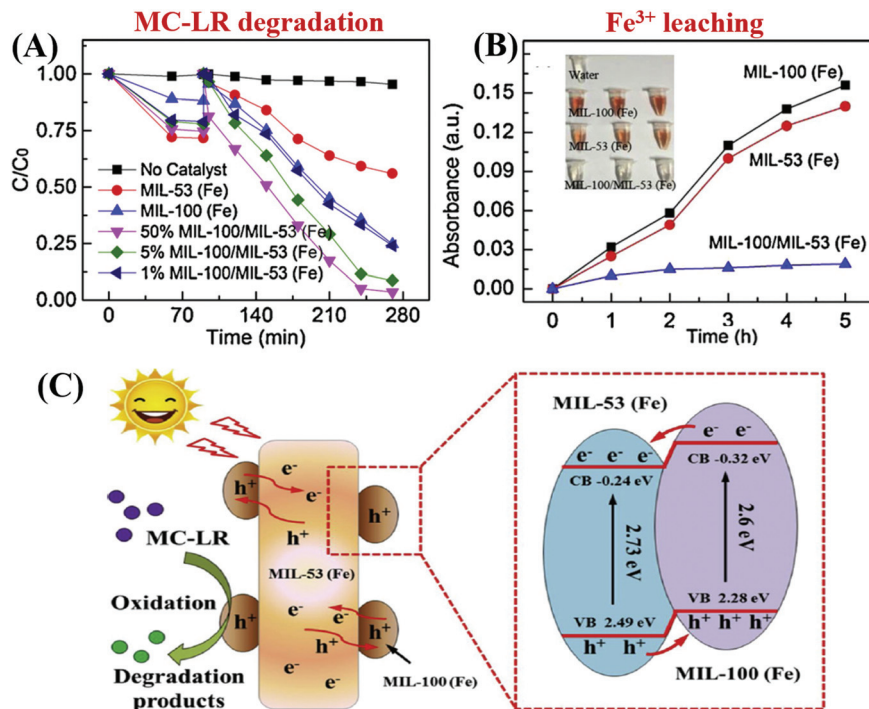 MC-LR degradation
Fe³⁺ leaching
(A)
1.00
0.75
0.50
0.25
0.00
C/C₀
No Catalyst
MIL-53 (Fe)
MIL-100 (Fe)
50% MIL-100/MIL-53 (Fe)
5% MIL-100/MIL-53 (Fe)
1% MIL-100/MIL-53 (Fe)
0 70 140 210 280
Time (min)
(B)
0.15
0.12
0.09
0.06
0.03
0.00
Absorbance (a.u.)
Water
MIL-100 (Fe)
MIL-53 (Fe)
MIL-100/MIL-53 (Fe)
MIL-100 (Fe)
MIL-53 (Fe)
MIL-100/MIL-53 (Fe)
0 1 2 3 4 5
Time (h)
(C)
MC-LR
Oxidation
Degradation
products
h⁺
e⁻
e⁻
e⁻
h⁺
h⁺
MIL-53 (Fe)
h⁺
e⁻
e⁻
h⁺
h⁺
e⁻
e⁻
MIL-100 (Fe)
MIL-53 (Fe)
e⁻ e⁻ e⁻
CB -0.24 eV
2.73 eV
VB 2.49 eV
h⁺ h⁺
e⁻ e⁻
CB -0.32 eV
2.6 eV
VB 2.28 eV
h⁺ h⁺ h⁺
MIL-100 (Fe)